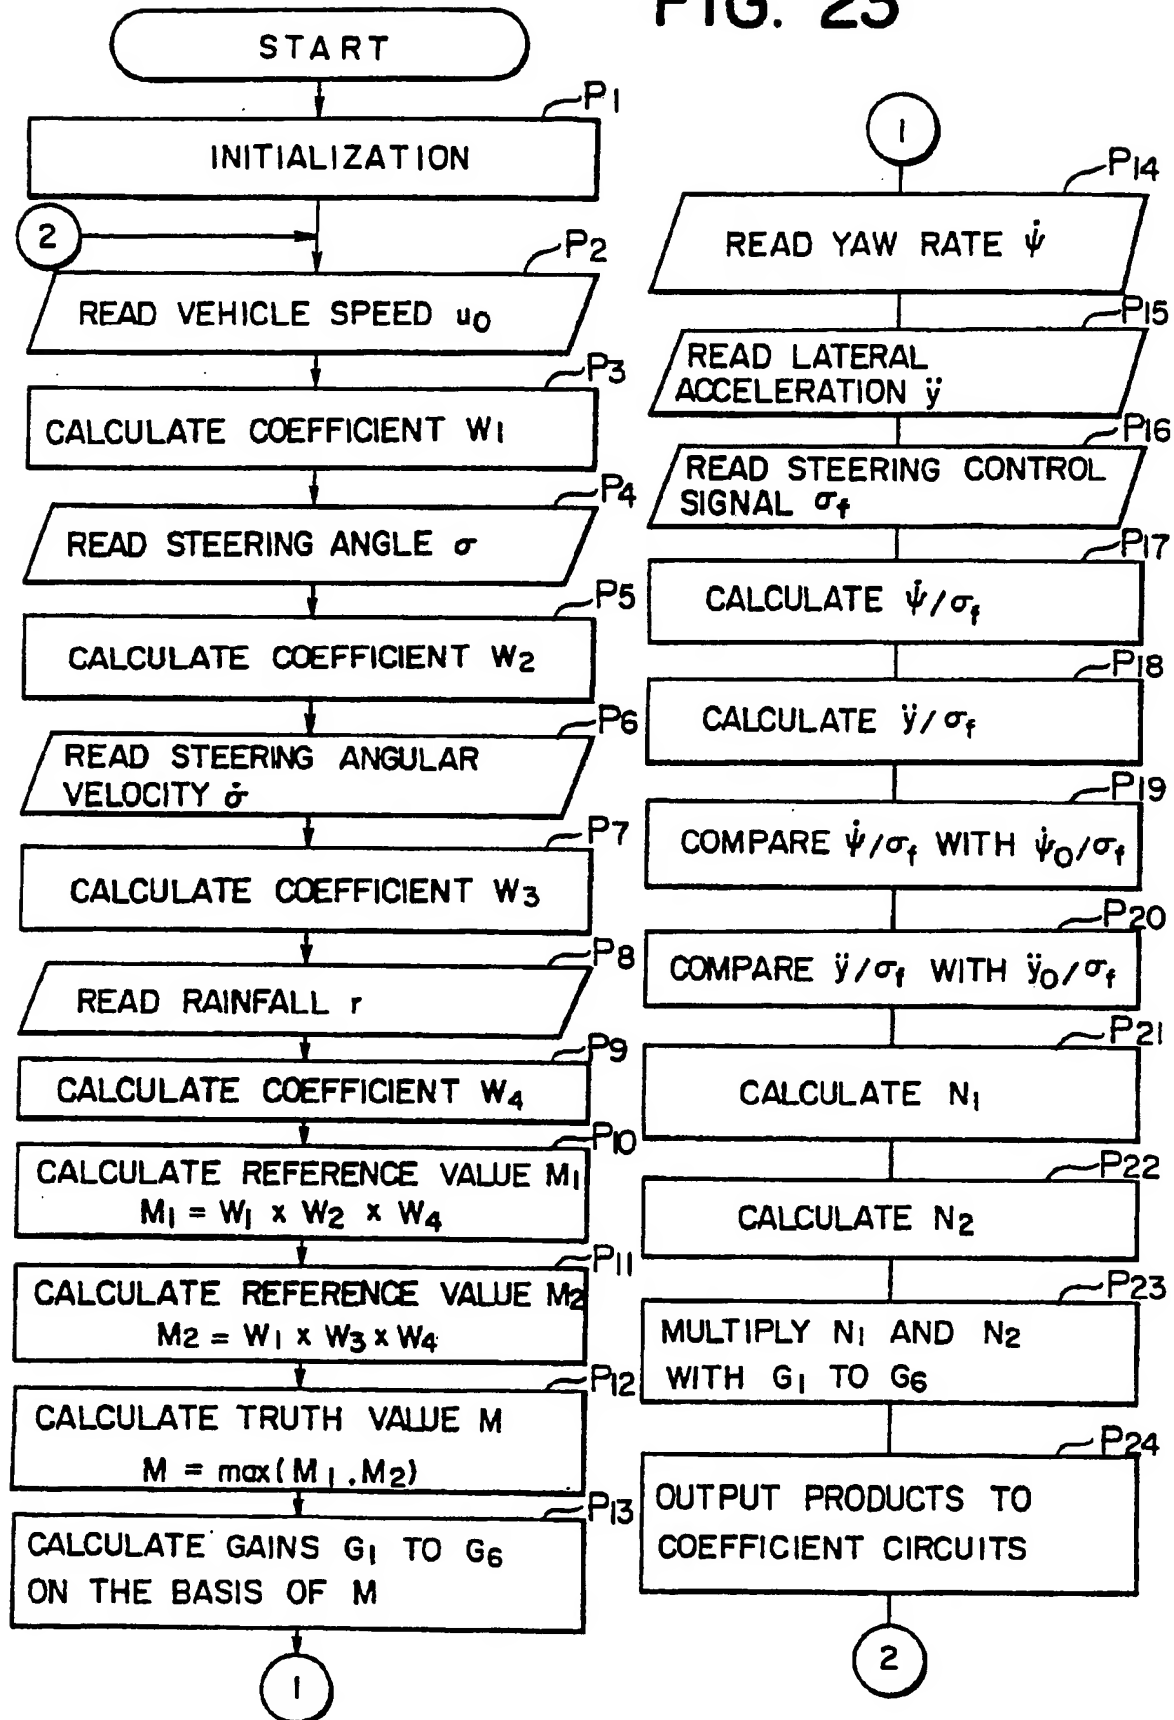 FIG. 23
START
P1
INITIALIZATION
2
P2
READ VEHICLE SPEED u0
P3
CALCULATE COEFFICIENT W1
P4
READ STEERING ANGLE σ
P5
CALCULATE COEFFICIENT W2
P6
READ STEERING ANGULAR
VELOCITY σ̇
P7
CALCULATE COEFFICIENT W3
P8
READ RAINFALL r
P9
CALCULATE COEFFICIENT W4
P10
CALCULATE REFERENCE VALUE M1
M1 = W1 x W2 x W4
P11
CALCULATE REFERENCE VALUE M2
M2 = W1 x W3 x W4
P12
CALCULATE TRUTH VALUE M
M = max(M1.M2)
P13
CALCULATE GAINS G1 TO G6
ON THE BASIS OF M
1
1
P14
READ YAW RATE ψ̇
P15
READ LATERAL
ACCELERATION ÿ
P16
READ STEERING CONTROL
SIGNAL σf
P17
CALCULATE ψ̇/σf
P18
CALCULATE ÿ/σf
P19
COMPARE ψ̇/σf WITH ψ̇0/σf
P20
COMPARE ÿ/σf WITH ÿ0/σf
P21
CALCULATE N1
P22
CALCULATE N2
P23
MULTIPLY N1 AND N2
WITH G1 TO G6
P24
OUTPUT PRODUCTS TO
COEFFICIENT CIRCUITS
2